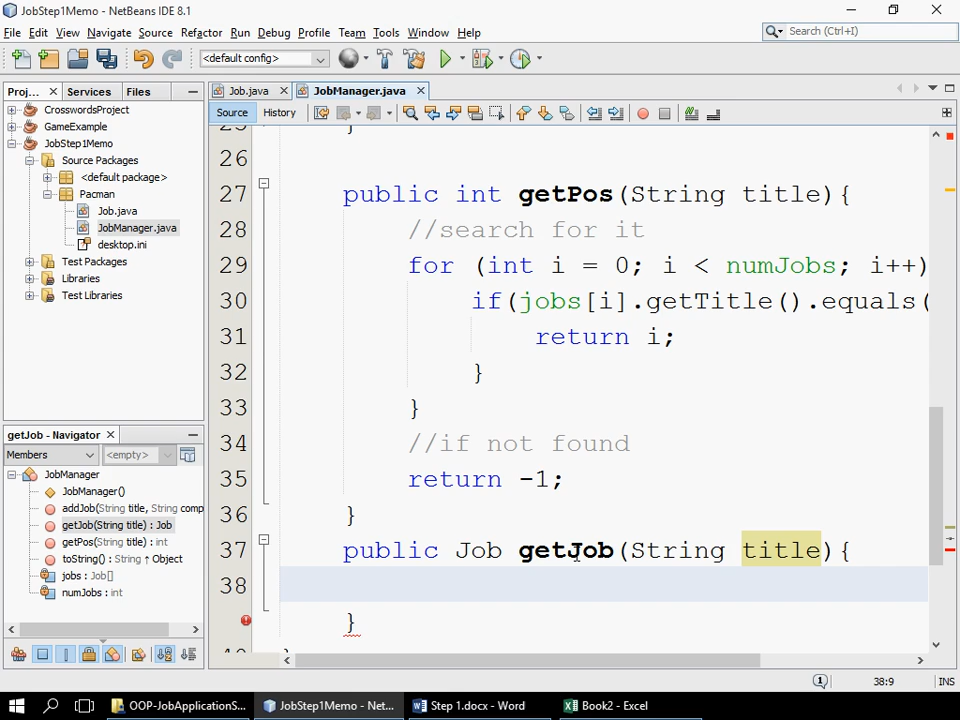 JobStep1Memo - NetBeans IDE 8.1
File Edit View Navigate Source Refactor Run Debug Profile Team Tools Window Help
Search (Ctrl+I)
<default config>
Proj... Services Files
Job.java JobManager.java
Source History
CrosswordsProject
GameExample
JobStep1Memo
Source Packages
<default package>
Pacman
Job.java
JobManager.java
desktop.ini
Test Packages
Libraries
Test Libraries
getJob - Navigator
Members <empty>
JobManager
JobManager()
addJob(String title, String comp
getJob(String title) : Job
getPos(String title) : int
toString() : String ↑ Object
jobs : Job[]
numJobs : int
25 }
26
27 public int getPos(String title){
28 //search for it
29 for (int i = 0; i < numJobs; i++)
30 if(jobs[i].getTitle().equals(
31 return i;
32 }
33 }
34 //if not found
35 return -1;
36 }
37 public Job getJob(String title){
38
}
40 }
38:9 INS
OOP-JobApplicationS... JobStep1Memo - Net... Step 1.docx - Word Book2 - Excel